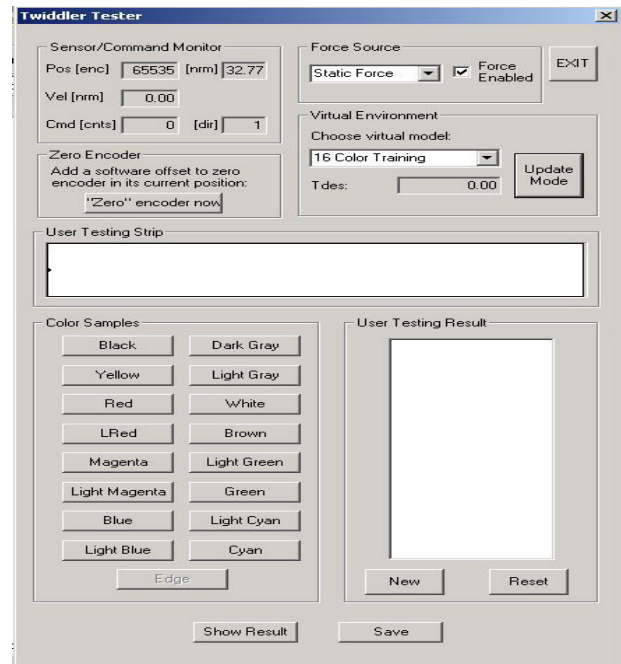 Twiddler Tester
Sensor/Command Monitor
Pos [enc] 65535 [nrm] 32.77
Vel [nrm] 0.00
Cmd [cnts] 0 [dir] 1
Force Source
Static Force
Force
Enabled
EXIT
Zero Encoder
Add a software offset to zero
encoder in its current position:
"Zero" encoder now
Virtual Environment
Choose virtual model:
16 Color Training
Tdes: 0.00
Update
Mode
User Testing Strip
Color Samples
Black Dark Gray
Yellow Light Gray
Red White
LRed Brown
Magenta Light Green
Light Magenta Green
Blue Light Cyan
Light Blue Cyan
Edge
User Testing Result
New Reset
Show Result Save